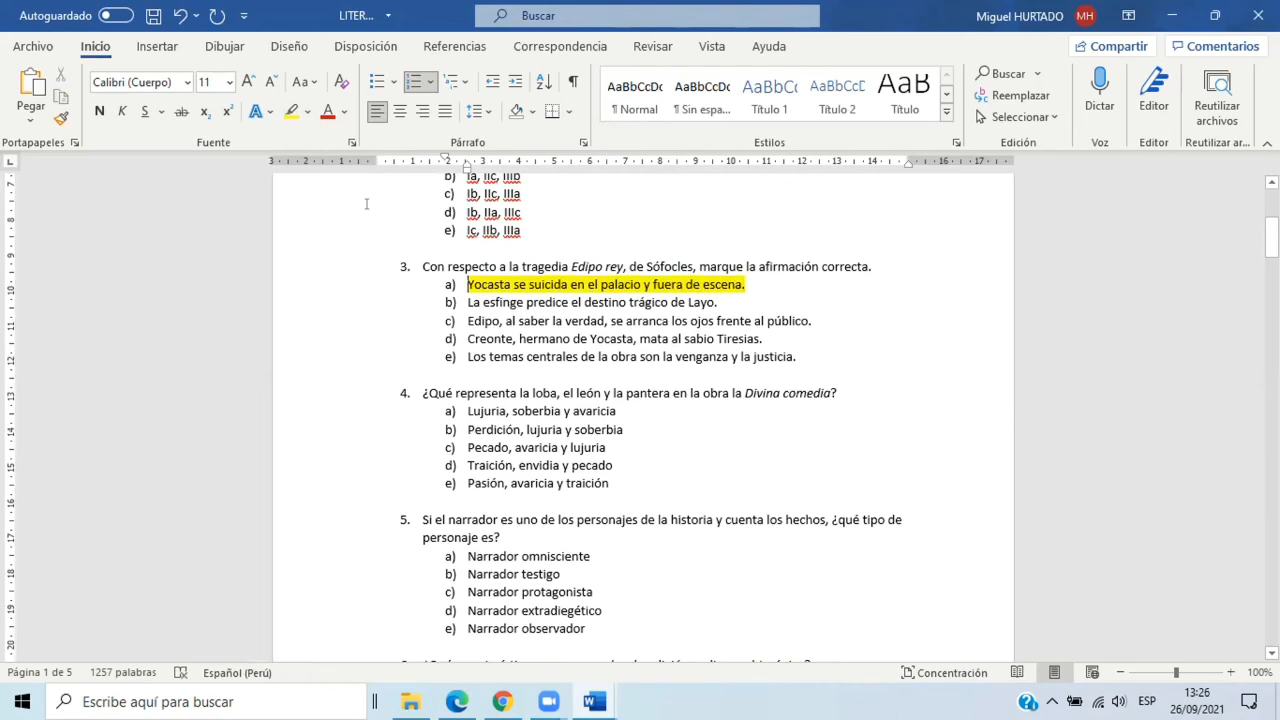 Autoguardado
LITER...
Buscar
Miguel HURTADO
MH
Archivo
Inicio
Insertar
Dibujar
Diseño
Disposición
Referencias
Correspondencia
Revisar
Vista
Ayuda
Compartir
Comentarios
Calibri (Cuerpo)
11
AaBbCcDc
AaBbCcDc
AaBbCc
AaBbCcD
AaB
¶ Normal
¶ Sin espa...
Título 1
Título 2
Título
Pegar
Buscar
Reemplazar
Seleccionar
Dictar
Editor
Reutilizar archivos
Portapapeles
Fuente
Párrafo
Estilos
Edición
Voz
Editor
Reutilizar ar...
b) Ia, IIc, IIIb
c) Ib, IIc, IIIa
d) Ib, IIa, IIIc
e) Ic, IIb, IIIa
3. Con respecto a la tragedia Edipo rey, de Sófocles, marque la afirmación correcta.
a) Yocasta se suicida en el palacio y fuera de escena.
b) La esfinge predice el destino trágico de Layo.
c) Edipo, al saber la verdad, se arranca los ojos frente al público.
d) Creonte, hermano de Yocasta, mata al sabio Tiresias.
e) Los temas centrales de la obra son la venganza y la justicia.
4. ¿Qué representa la loba, el león y la pantera en la obra la Divina comedia?
a) Lujuria, soberbia y avaricia
b) Perdición, lujuria y soberbia
c) Pecado, avaricia y lujuria
d) Traición, envidia y pecado
e) Pasión, avaricia y traición
5. Si el narrador es uno de los personajes de la historia y cuenta los hechos, ¿qué tipo de
personaje es?
a) Narrador omnisciente
b) Narrador testigo
c) Narrador protagonista
d) Narrador extradiegético
e) Narrador observador
Página 1 de 5
1257 palabras
Español (Perú)
Concentración
100%
Escribe aquí para buscar
ESP
13:26
26/09/2021